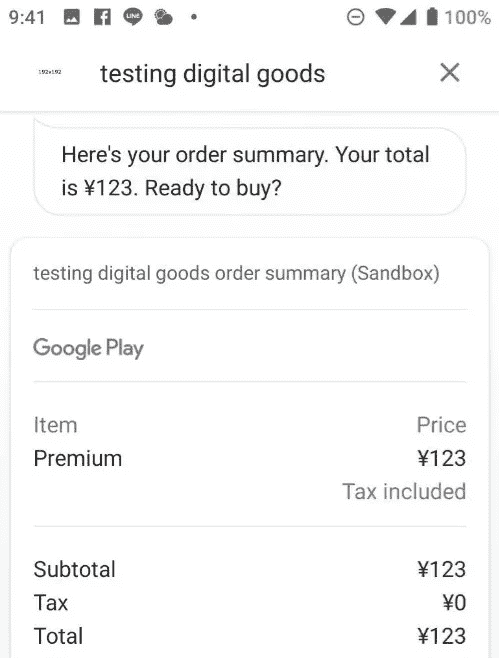 9:41 LINE 100%
192x192 testing digital goods
Here's your order summary. Your total
is ¥123. Ready to buy?
testing digital goods order summary (Sandbox)
Google Play
Item Price
Premium ¥123
Tax included
Subtotal ¥123
Tax ¥0
Total ¥123